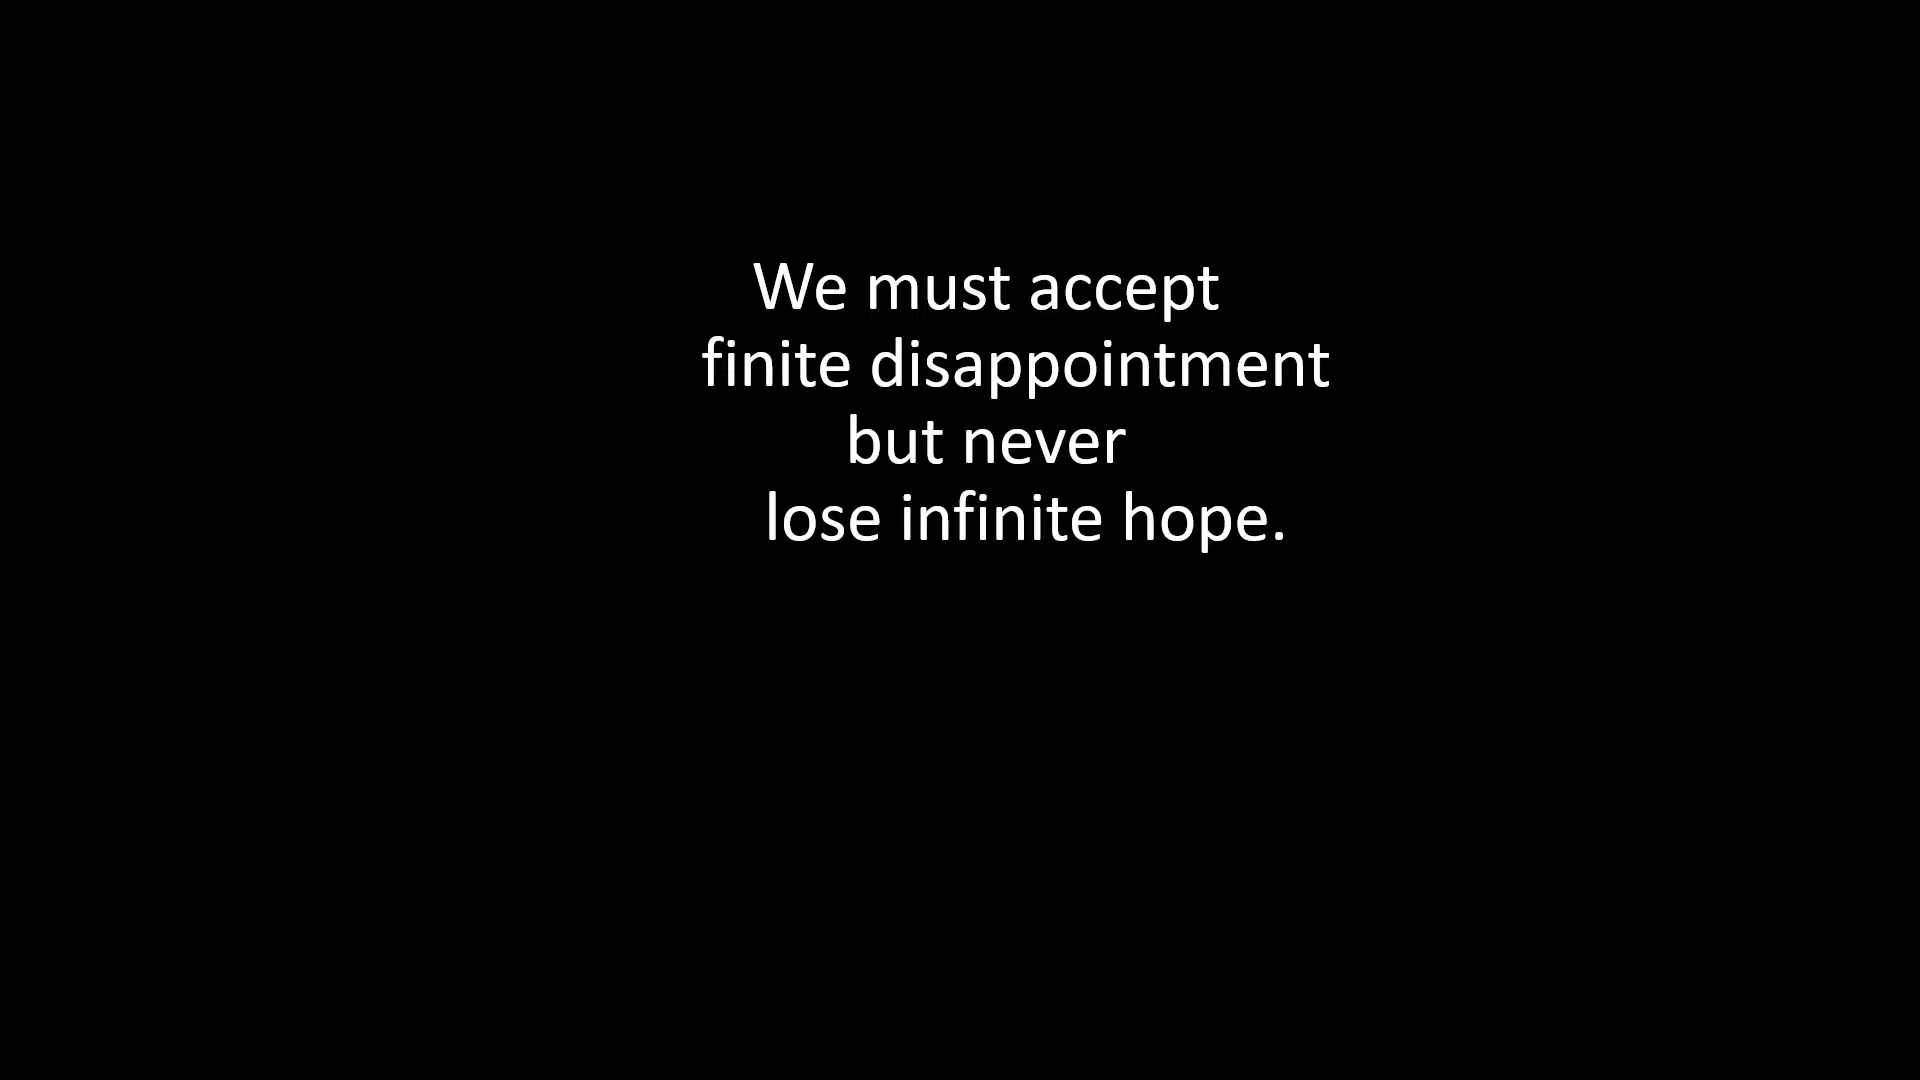 We must accept
finite disappointment
but never
lose infinite hope.